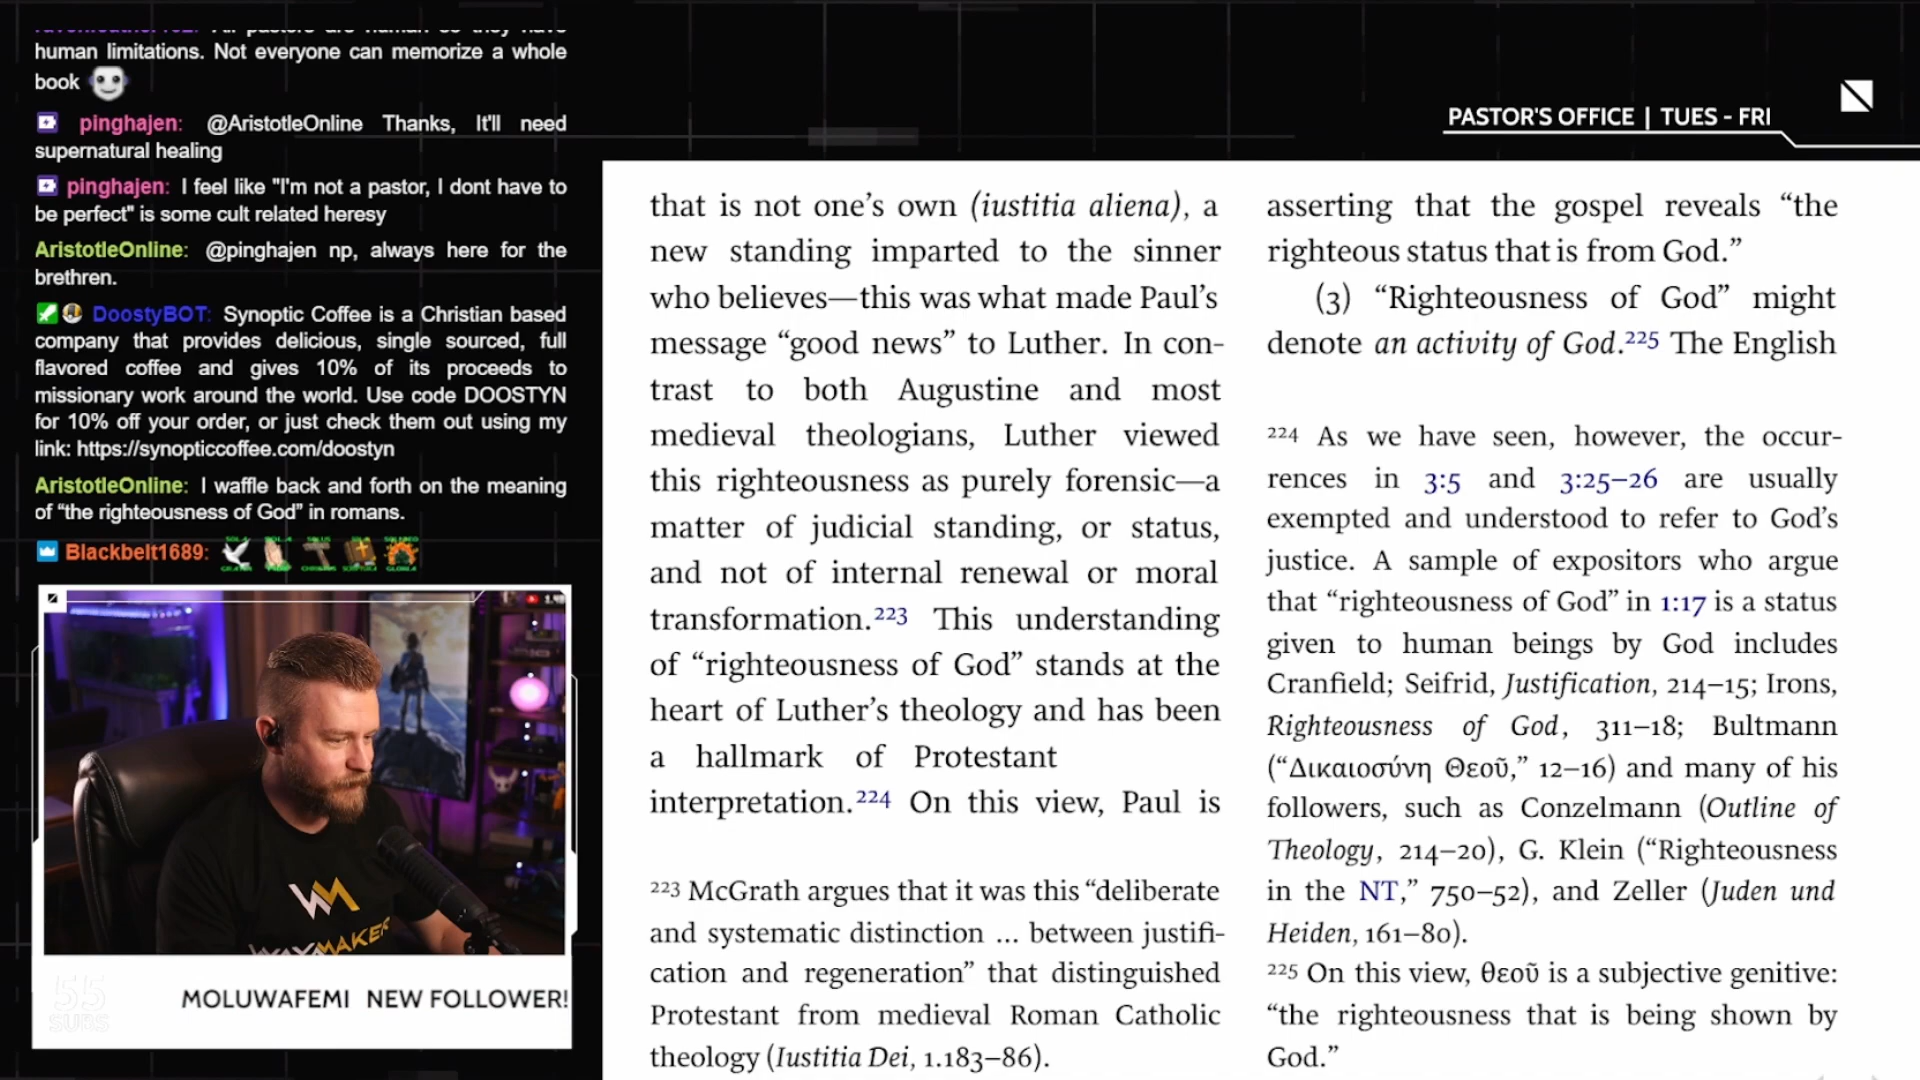 human limitations. Not everyone can memorize a whole
book
pinghajen: @AristotleOnline Thanks, It'll need
supernatural healing
pinghajen: I feel like "I'm not a pastor, I dont have to
be perfect" is some cult related heresy
AristotleOnline: @pinghajen np, always here for the
brethren.
DoostyBOT: Synoptic Coffee is a Christian based
company that provides delicious, single sourced, full
flavored coffee and gives 10% of its proceeds to
missionary work around the world. Use code DOOSTYN
for 10% off your order, or just check them out using my
link: https://synopticcoffee.com/doostyn
AristotleOnline: I waffle back and forth on the meaning
of “the righteousness of God” in romans.
Blackbelt1689:
WM
WAYMAKER
55
SUBS
MOLUWAFEMI NEW FOLLOWER!
PASTOR'S OFFICE | TUES - FRI
that is not one’s own (iustitia aliena), a
new standing imparted to the sinner
who believes—this was what made Paul’s
message “good news” to Luther. In con-
trast to both Augustine and most
medieval theologians, Luther viewed
this righteousness as purely forensic—a
matter of judicial standing, or status,
and not of internal renewal or moral
transformation.223 This understanding
of “righteousness of God” stands at the
heart of Luther’s theology and has been
a hallmark of Protestant
interpretation.224 On this view, Paul is
223 McGrath argues that it was this “deliberate
and systematic distinction ... between justifi-
cation and regeneration” that distinguished
Protestant from medieval Roman Catholic
theology (Iustitia Dei, 1.183–86).
asserting that the gospel reveals “the
righteous status that is from God.”
(3) “Righteousness of God” might
denote an activity of God.225 The English
224 As we have seen, however, the occur-
rences in 3:5 and 3:25–26 are usually
exempted and understood to refer to God’s
justice. A sample of expositors who argue
that “righteousness of God” in 1:17 is a status
given to human beings by God includes
Cranfield; Seifrid, Justification, 214–15; Irons,
Righteousness of God, 311–18; Bultmann
(“Δικαιοσύνη Θεοῦ,” 12–16) and many of his
followers, such as Conzelmann (Outline of
Theology, 214–20), G. Klein (“Righteousness
in the NT,” 750–52), and Zeller (Juden und
Heiden, 161–80).
225 On this view, θεοῦ is a subjective genitive:
“the righteousness that is being shown by
God.”